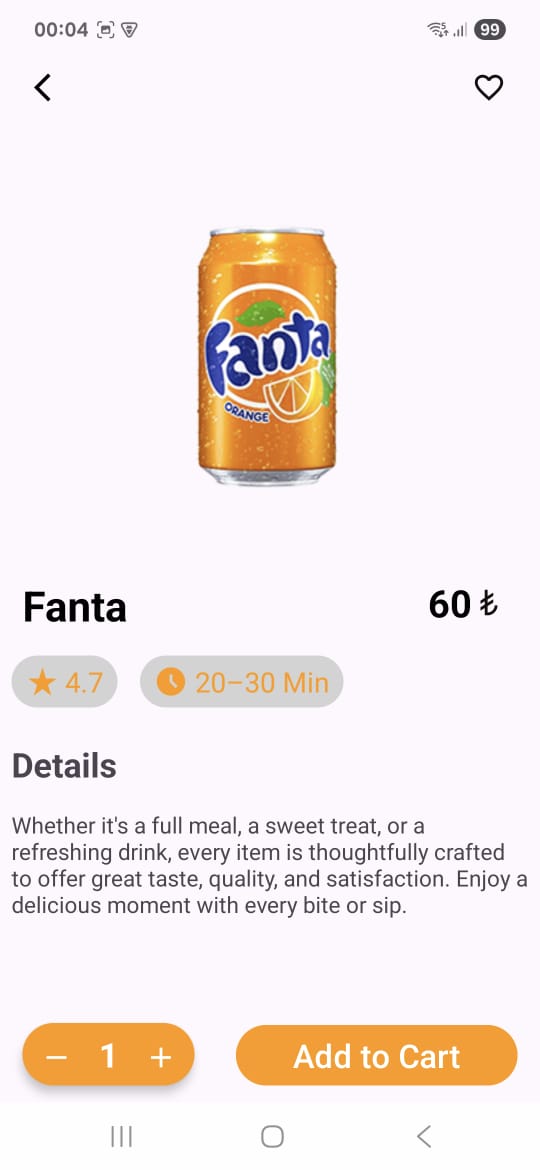 00:04
99
Fanta
ORANGE
Fanta
60 ₺
4.7
20–30 Min
Details
Whether it's a full meal, a sweet treat, or a
refreshing drink, every item is thoughtfully crafted
to offer great taste, quality, and satisfaction. Enjoy a
delicious moment with every bite or sip.
– 1 +
Add to Cart